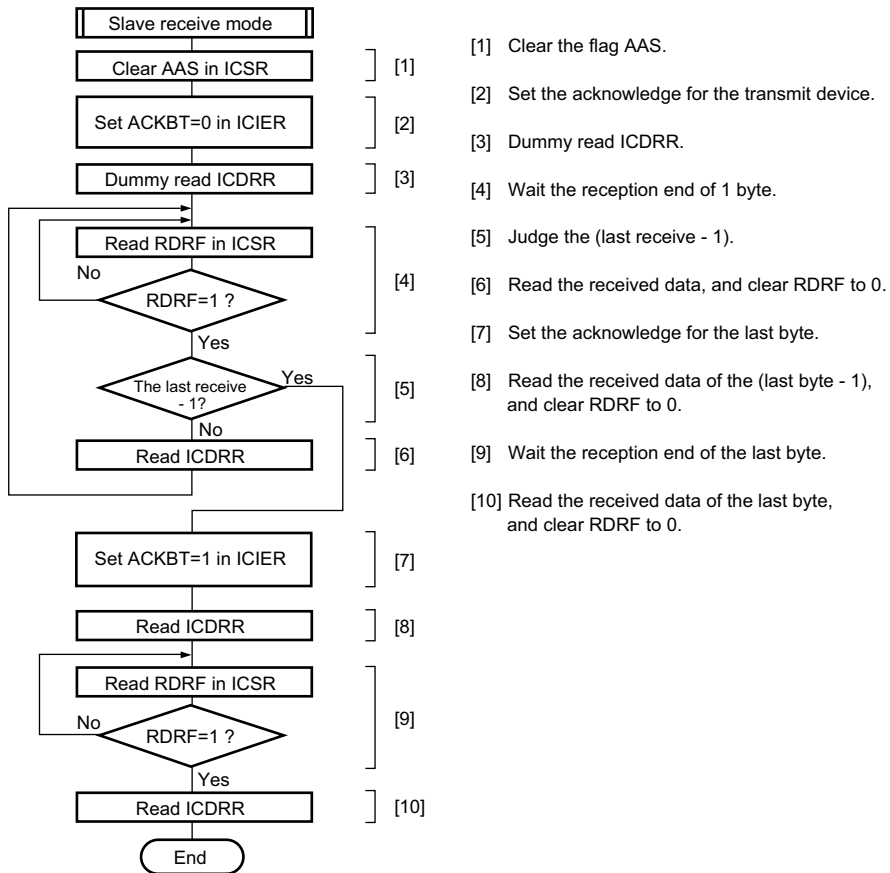 Slave receive mode
Clear AAS in ICSR
[1]
Set ACKBT=0 in ICIER
[2]
Dummy read ICDRR
[3]
Read RDRF in ICSR
No
[4]
RDRF=1 ?
Yes
The last receive
- 1?
Yes
[5]
No
Read ICDRR
[6]
Set ACKBT=1 in ICIER
[7]
Read ICDRR
[8]
Read RDRF in ICSR
No
[9]
RDRF=1 ?
Yes
Read ICDRR
[10]
End
[1] Clear the flag AAS.
[2] Set the acknowledge for the transmit device.
[3] Dummy read ICDRR.
[4] Wait the reception end of 1 byte.
[5] Judge the (last receive - 1).
[6] Read the received data, and clear RDRF to 0.
[7] Set the acknowledge for the last byte.
[8] Read the received data of the (last byte - 1),
and clear RDRF to 0.
[9] Wait the reception end of the last byte.
[10] Read the received data of the last byte,
and clear RDRF to 0.